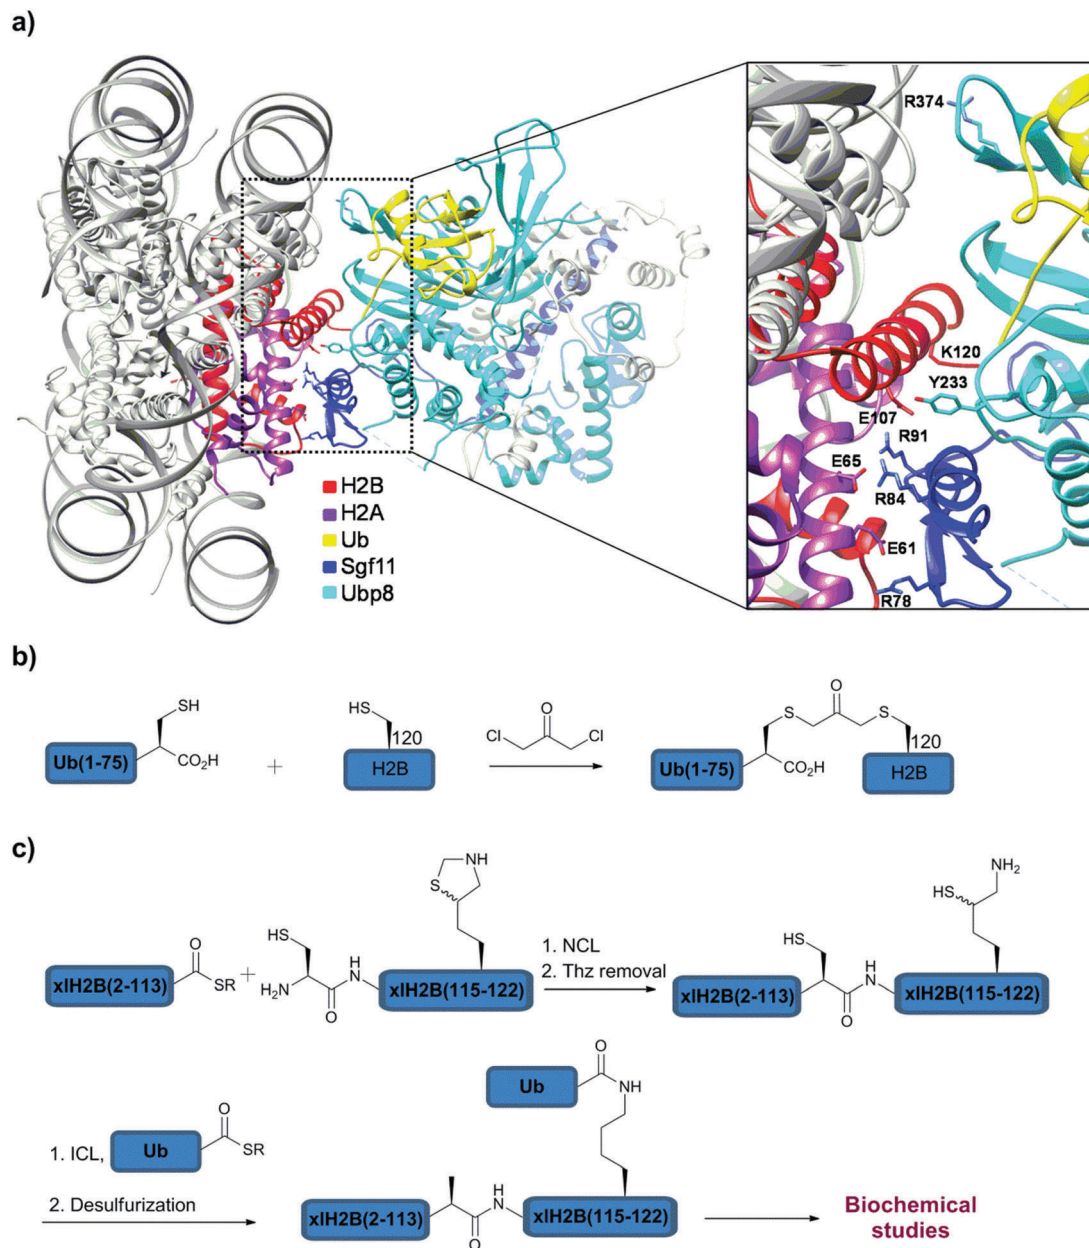 a)
R374
K120
Y233
E107
R91
E65
R84
E61
R78
H2B
H2A
Ub
Sgf11
Ubp8
b)
SH
Ub(1-75)
CO₂H
+
HS
120
H2B
O
Cl
Cl
O
S
S
Ub(1-75)
CO₂H
120
H2B
c)
xlH2B(2-113)
O
SR
+
HS
H₂N
O
H
N
S
NH
xlH2B(115-122)
1. NCL
2. Thz removal
xlH2B(2-113)
HS
O
H
N
HS
NH₂
xlH2B(115-122)
1. ICL,
Ub
O
SR
2. Desulfurization
Ub
O
NH
xlH2B(2-113)
O
H
N
xlH2B(115-122)
Biochemical
studies